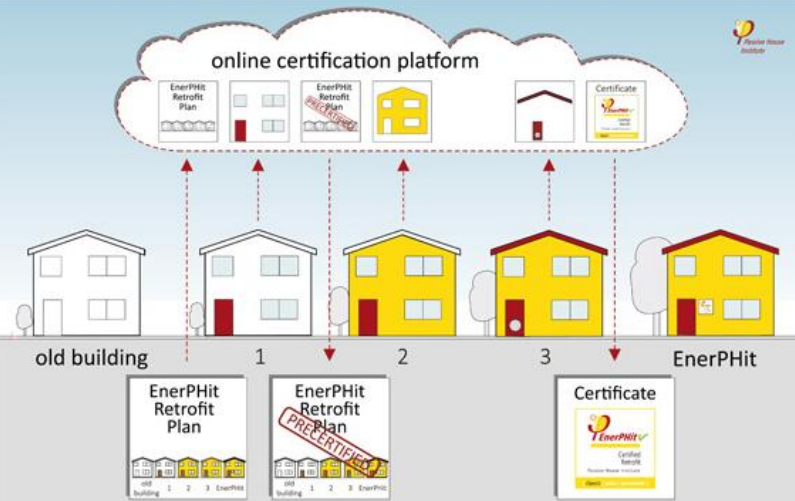 Passive House
Institute
online certification platform
EnerPHit
Retrofit
Plan
EnerPHit
Retrofit
Plan
PRECERTIFIED
Certificate
EnerPHit
old building
1
2
3
EnerPHit
EnerPHit
Retrofit
Plan
old
building
1
2
3
EnerPHit
EnerPHit
Retrofit
Plan
PRECERTIFIED
old
building
1
2
3
EnerPHit
Certificate
EnerPHit
Certified
Retrofit
Passive House Institute